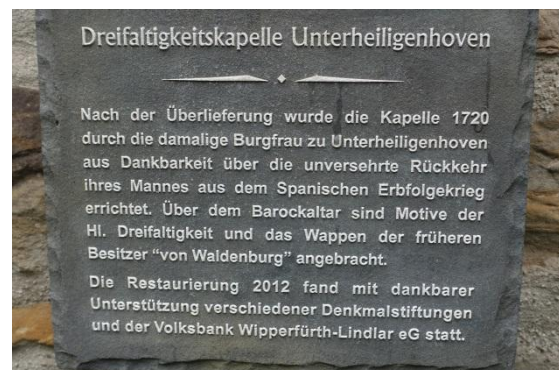 Dreifaltigkeitskapelle Unterheiligenhoven
Nach der Überlieferung wurde die Kapelle 1720
durch die damalige Burgfrau zu Unterheiligenhoven
aus Dankbarkeit über die unversehrte Rückkehr
ihres Mannes aus dem Spanischen Erbfolgekrieg
errichtet. Über dem Barockaltar sind Motive der
Hl. Dreifaltigkeit und das Wappen der früheren
Besitzer “von Waldenburg” angebracht.
Die Restaurierung 2012 fand mit dankbarer
Unterstützung verschiedener Denkmalstiftungen
und der Volksbank Wipperfürth-Lindlar eG statt.